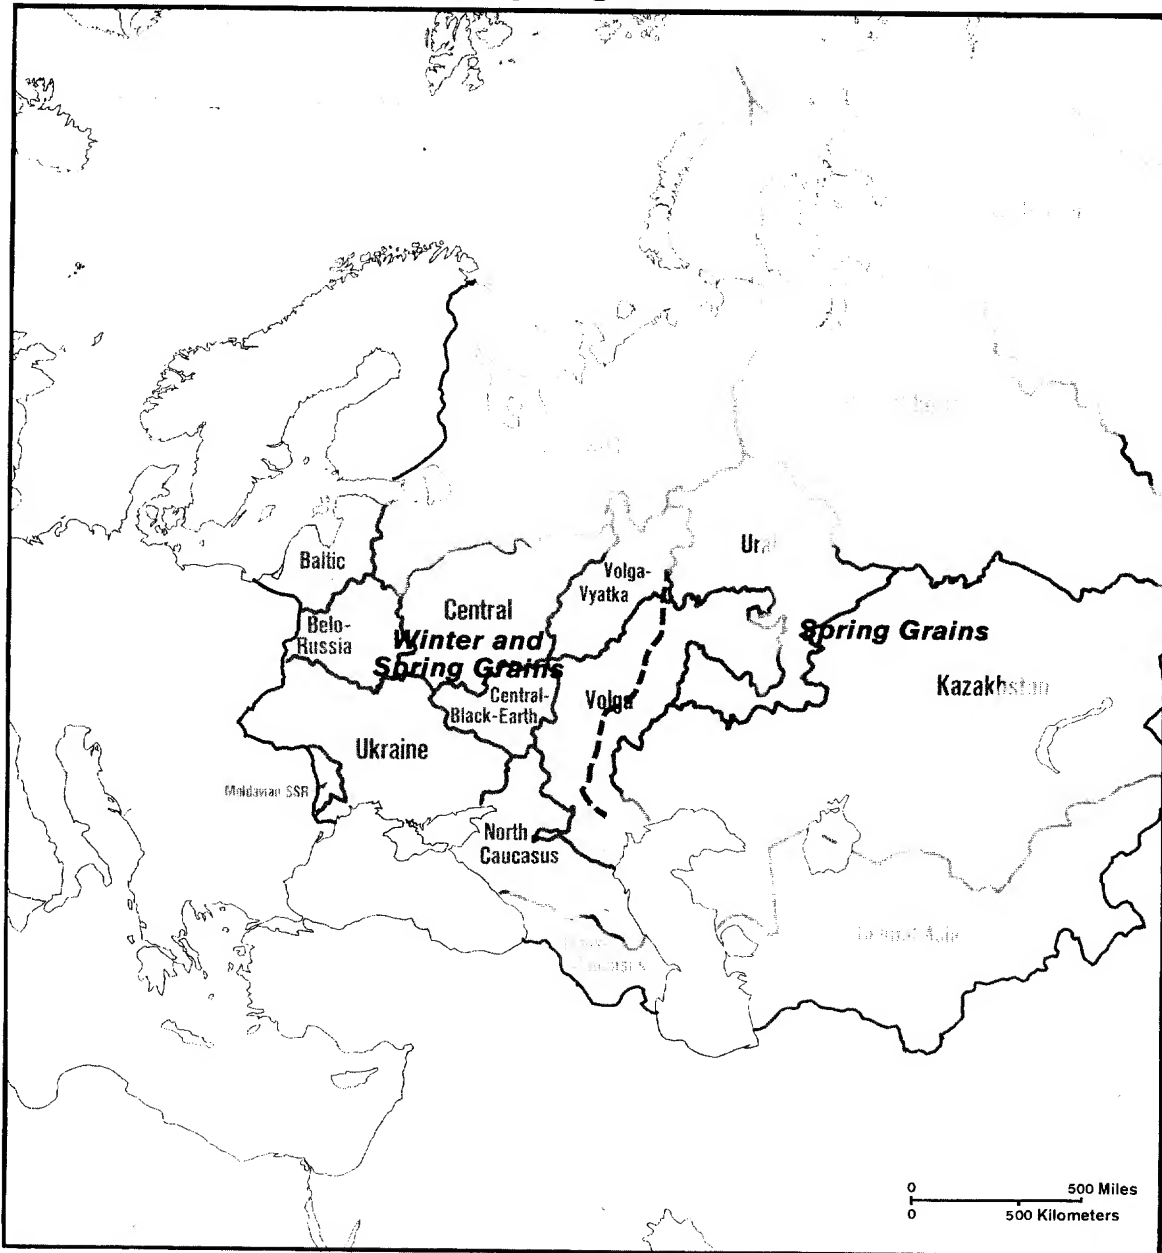 Baltic
Volga-
Vyatka
Ural
Central
Belo-
Russia
Winter and
Spring Grains
Spring Grains
Central-
Black-Earth
Volga
Kazakhstan
Ukraine
Moldavian SSR
North
Caucasus
0 500 Miles
0 500 Kilometers